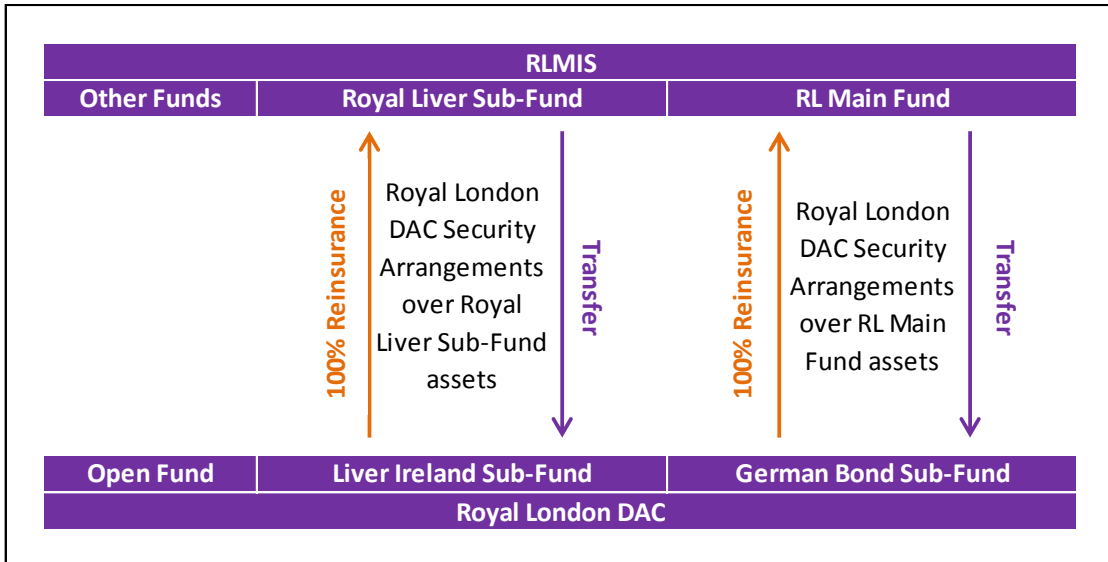 RLMIS
Other Funds
Royal Liver Sub-Fund
RL Main Fund
100% Reinsurance
Royal London
DAC Security
Arrangements
over Royal
Liver Sub-Fund
assets
Transfer
100% Reinsurance
Royal London
DAC Security
Arrangements
over RL Main
Fund assets
Transfer
Open Fund
Liver Ireland Sub-Fund
German Bond Sub-Fund
Royal London DAC